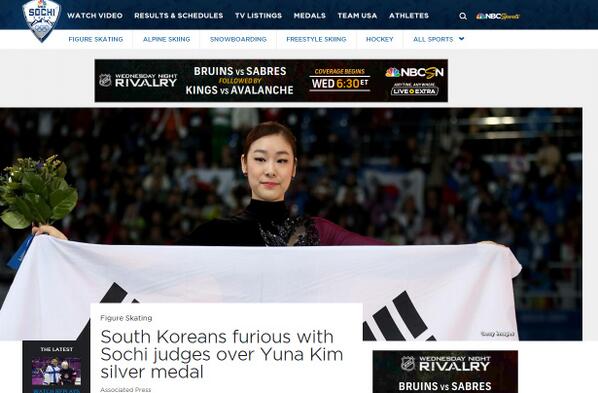 SOCHI
WATCH VIDEO RESULTS & SCHEDULES TV LISTINGS MEDALS TEAM USA ATHLETES NBC Sports
FIGURE SKATING ALPINE SKIING SNOWBOARDING FREESTYLE SKIING HOCKEY ALL SPORTS
WEDNESDAY NIGHT
RIVALRY
BRUINS vs SABRES
FOLLOWED BY
KINGS vs AVALANCHE
COVERAGE BEGINS
WED 6:30 ET
NBCSN
ANYTIME, ANYWHERE
LIVE EXTRA
Getty Images
Figure Skating
South Koreans furious with
Sochi judges over Yuna Kim
silver medal
Associated Press
THE LATEST
WEDNESDAY NIGHT
RIVALRY
BRUINS vs SABRES